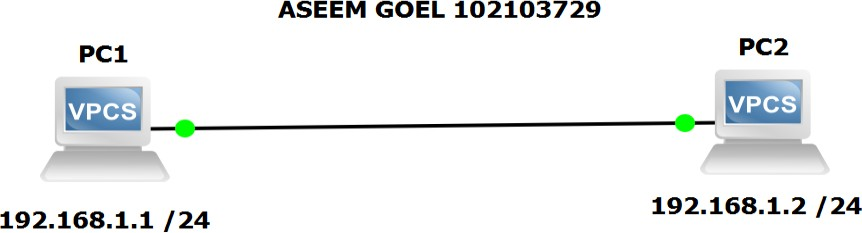 ASEEM GOEL 102103729
PC1
PC2
VPCS
VPCS
192.168.1.1 /24
192.168.1.2 /24